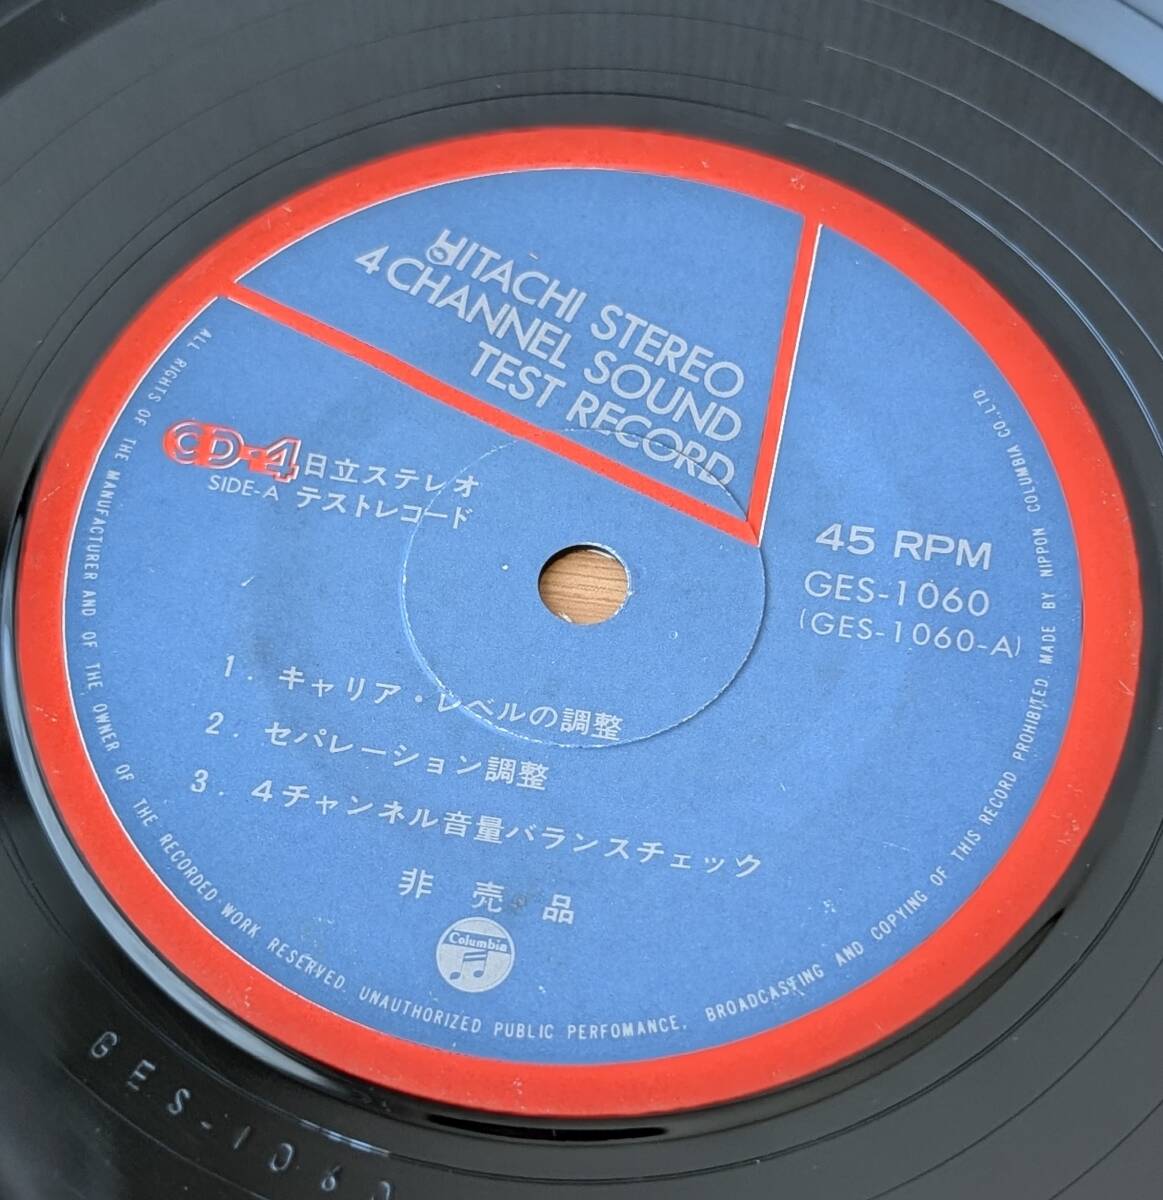 HITACHI STEREO
4 CHANNEL SOUND
TEST RECORD
CD-4
SIDE-A
日立ステレオ
テストレコード
45 RPM
GES-1060
(GES-1060-A)
1. キャリア・レベルの調整
2. セパレーション調整
3. 4チャンネル音量バランスチェック
非売品
Columbia
ALL RIGHTS OF THE MANUFACTURER AND OF THE OWNER OF THE RECORDED WORK RESERVED. UNAUTHORIZED PUBLIC PERFOMANCE, BROADCASTING AND COPYING OF THIS RECORD PROHIBITED MADE BY NIPPON COLUMBIA CO.,LTD.
GES-1060